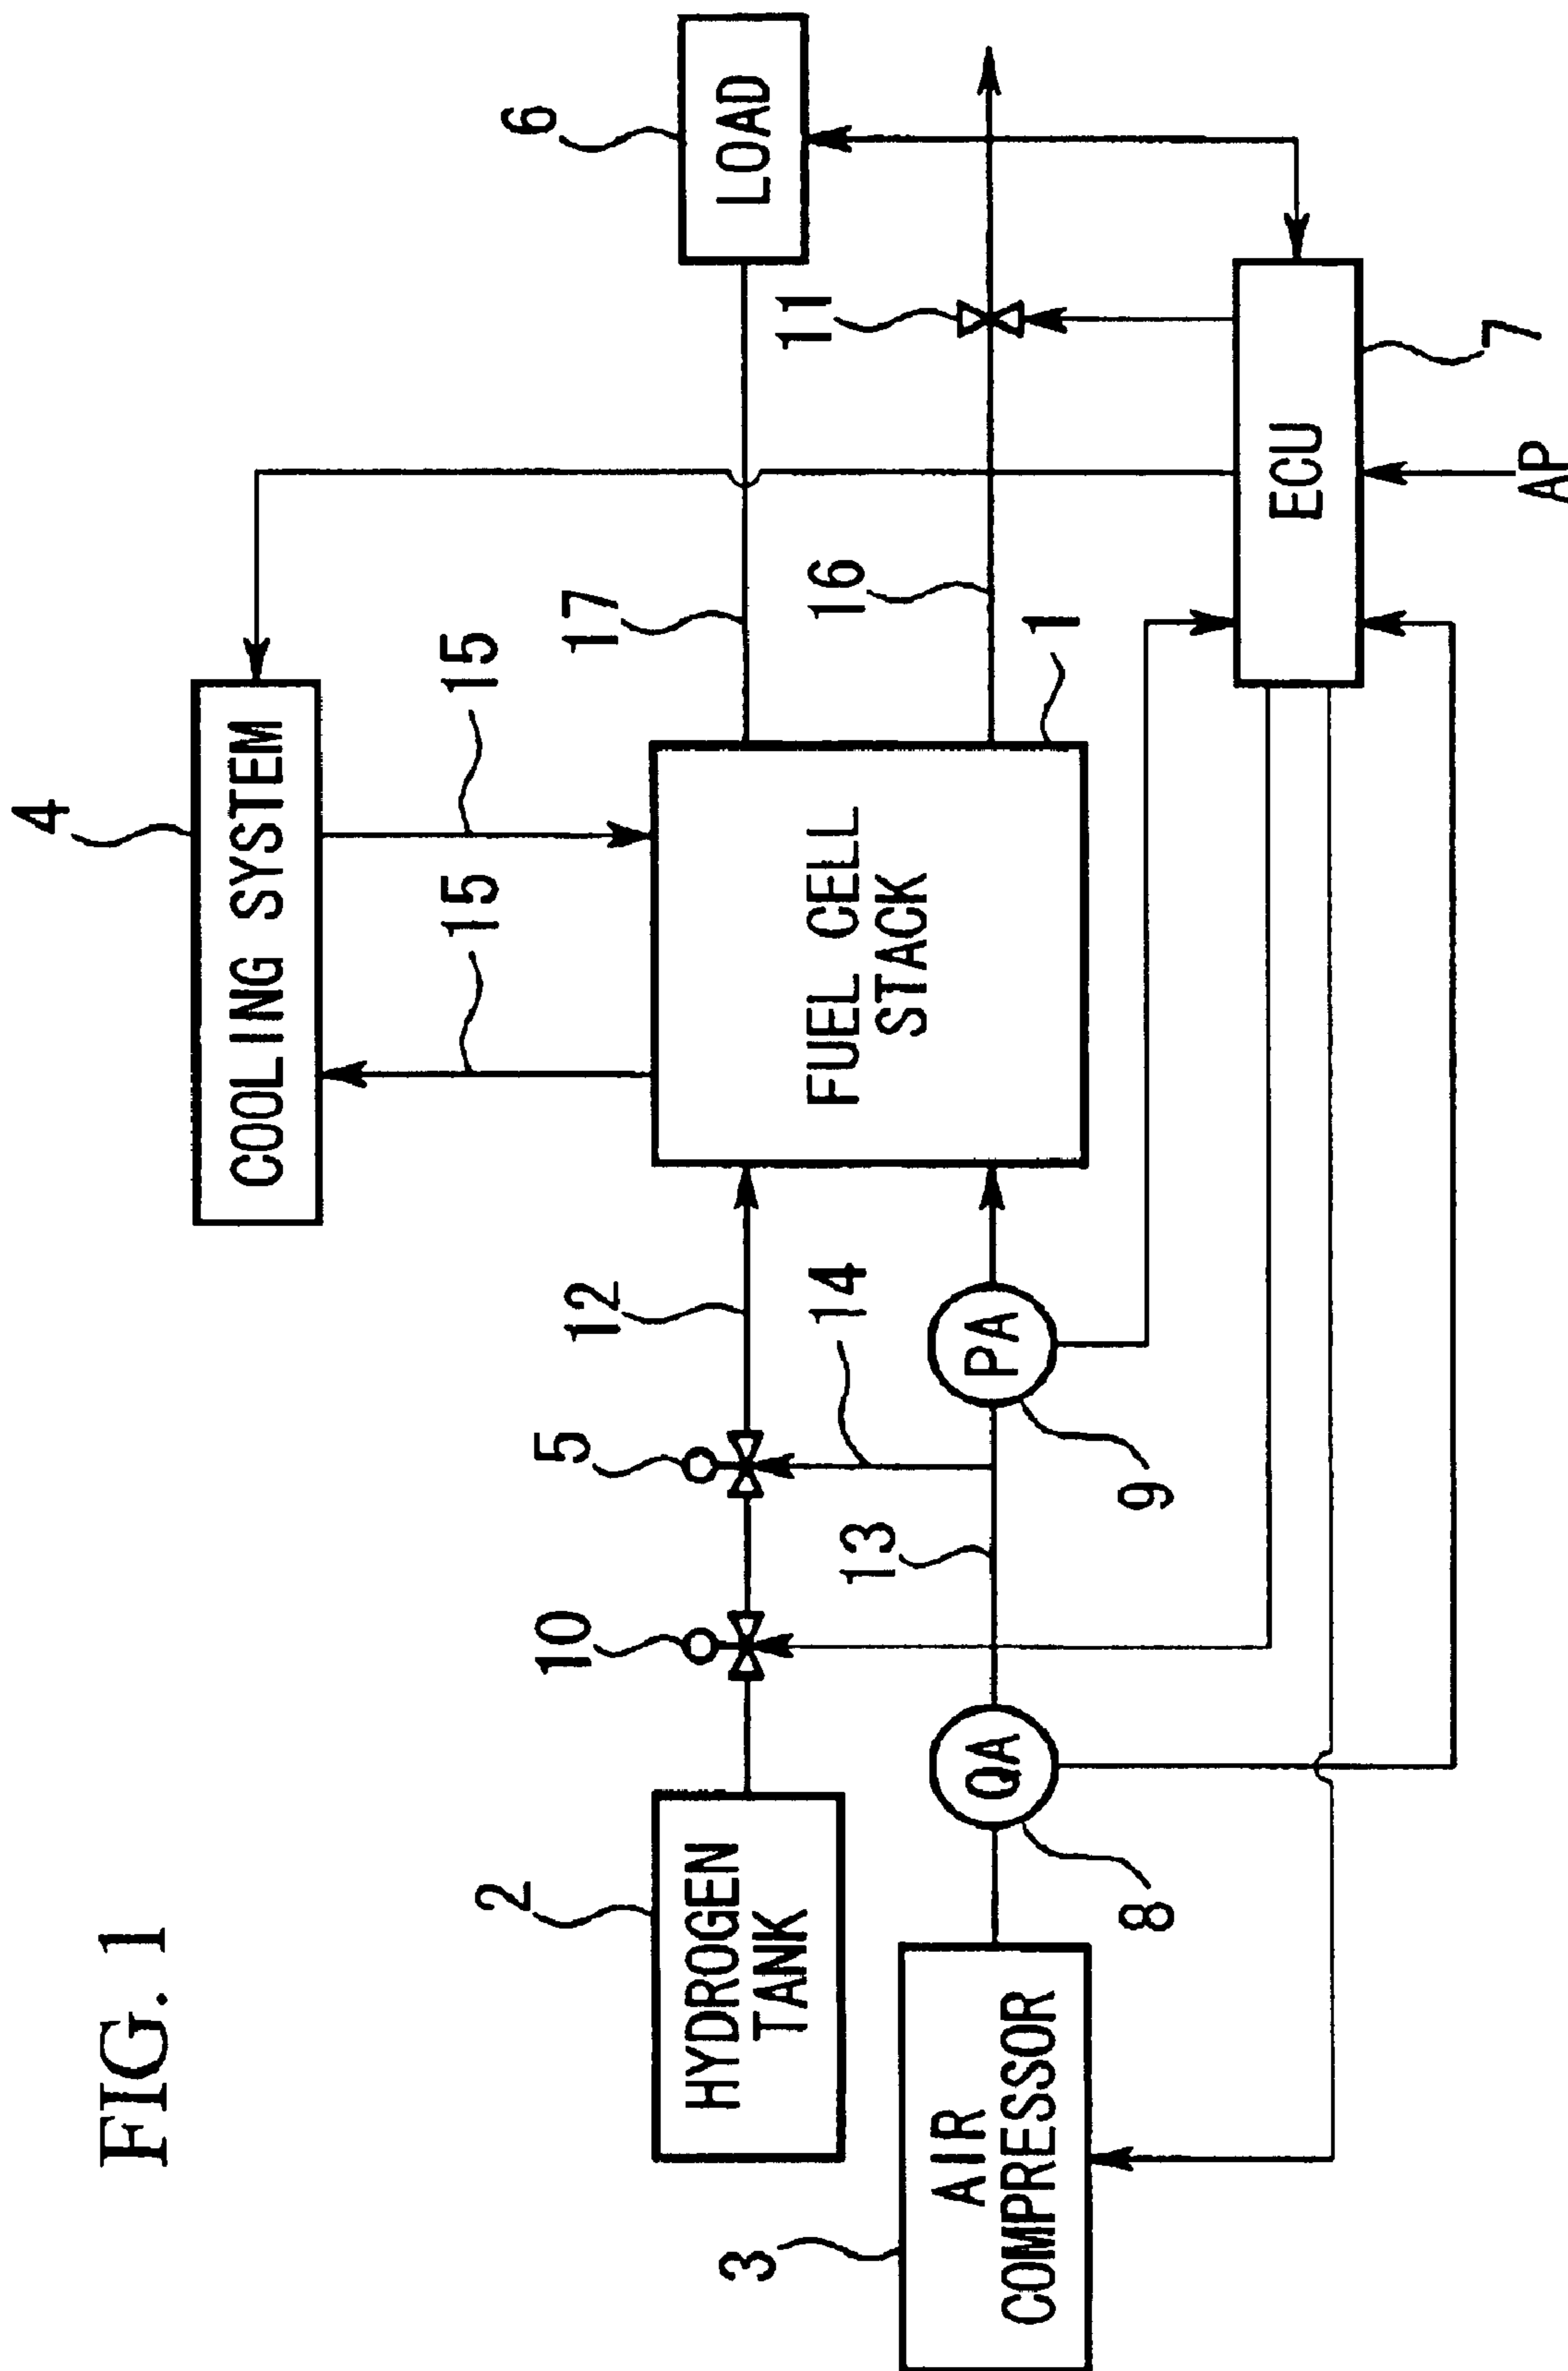 FIG. 1
4
COOLING SYSTEM
15
15
2
HYDROGEN
TANK
10
5
12
17
6
LOAD
3
AIR
COMPRESSOR
QA
8
13
14
PA
9
FUEL CELL
STACK
1
16
11
ECU
7
AP